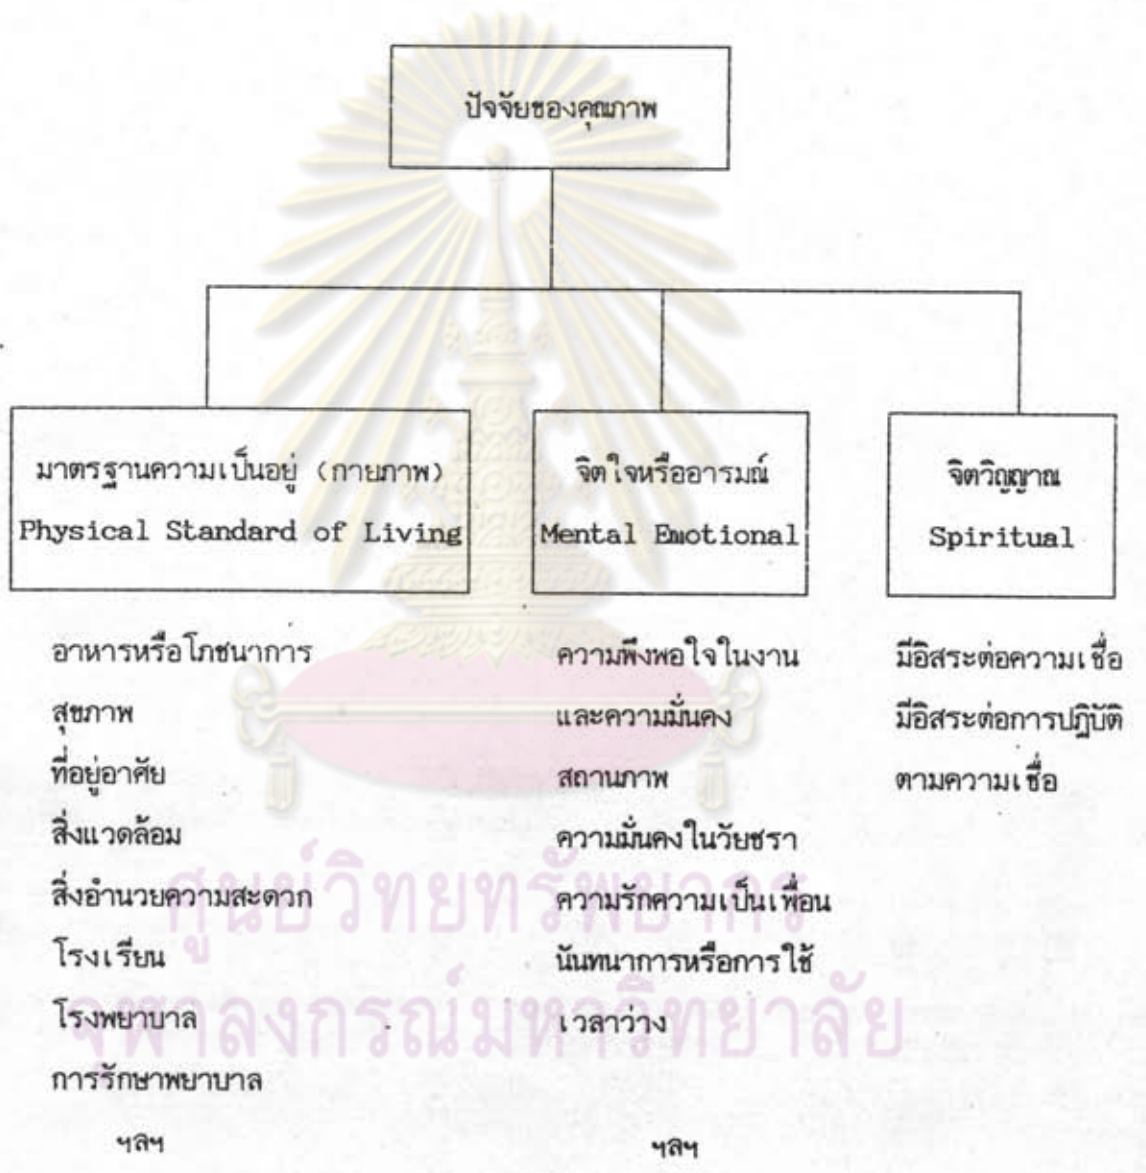 ปัจจัยของคุณภาพ
มาตรฐานความเป็นอยู่ (กายภาพ)
Physical Standard of Living
อาหารหรือโภชนาการ
สุขภาพ
ที่อยู่อาศัย
สิ่งแวดล้อม
สิ่งอำนวยความสะดวก
โรงเรียน
โรงพยาบาล
การรักษาพยาบาล
ฯลฯ
จิตใจหรืออารมณ์
Mental Emotional
ความพึงพอใจในงาน
และความมั่นคง
สถานภาพ
ความมั่นคงในวัยชรา
ความรักความเป็นเพื่อน
นันทนาการหรือการใช้
เวลาว่าง
ฯลฯ
จิตวิญญาณ
Spiritual
มีอิสระต่อความเชื่อ
มีอิสระต่อการปฏิบัติ
ตามความเชื่อ
ศูนย์วิทยทรัพยากร
จุฬาลงกรณ์มหาวิทยาลัย